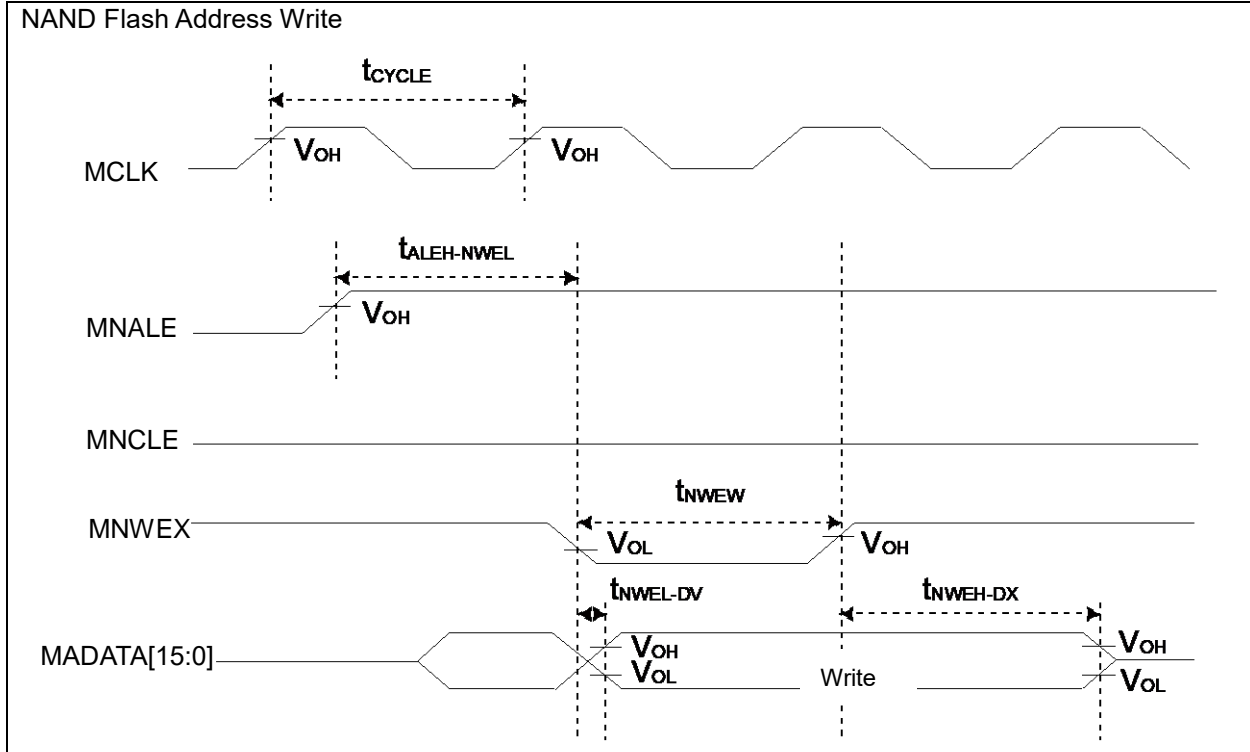 NAND Flash Address Write
tCYCLE
VOH
VOH
MCLK
tALEH-NWEL
VOH
MNALE
MNCLE
tNWEW
MNWEX
VOL
VOH
tNWEL-DV
tNWEH-DX
VOH
VOH
MADATA[15:0]
VOL
Write
VOL